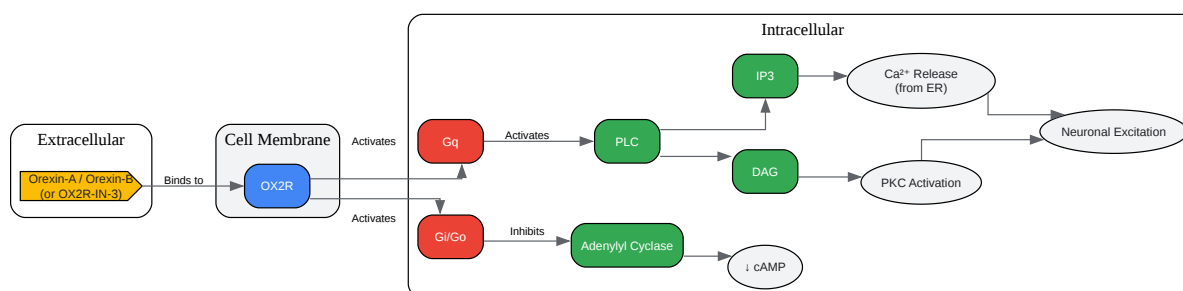 Intracellular
Extracellular
Orexin-A / Orexin-B
(or OX2R-IN-3)
Binds to
Cell Membrane
OX2R
Activates
Activates
Gq
Activates
PLC
IP3
Ca²⁺ Release
(from ER)
DAG
PKC Activation
Neuronal Excitation
Gi/Go
Inhibits
Adenylyl Cyclase
↓ cAMP